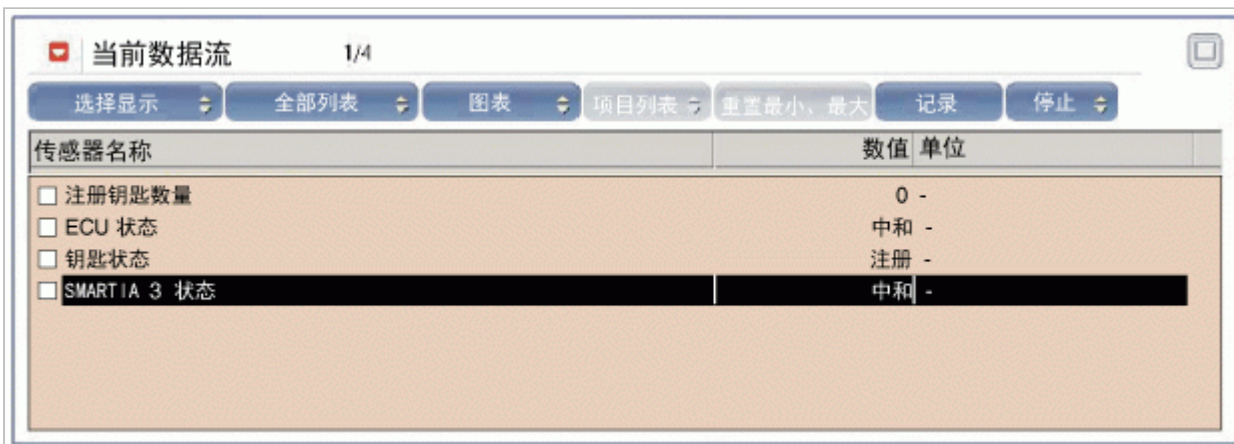 当前数据流 1/4
选择显示 全部列表 图表 项目列表 重置最小、最大 记录 停止
传感器名称 数值 单位
注册钥匙数量 0 -
ECU 状态 中和 -
钥匙状态 注册 -
SMARTIA 3 状态 中和 -